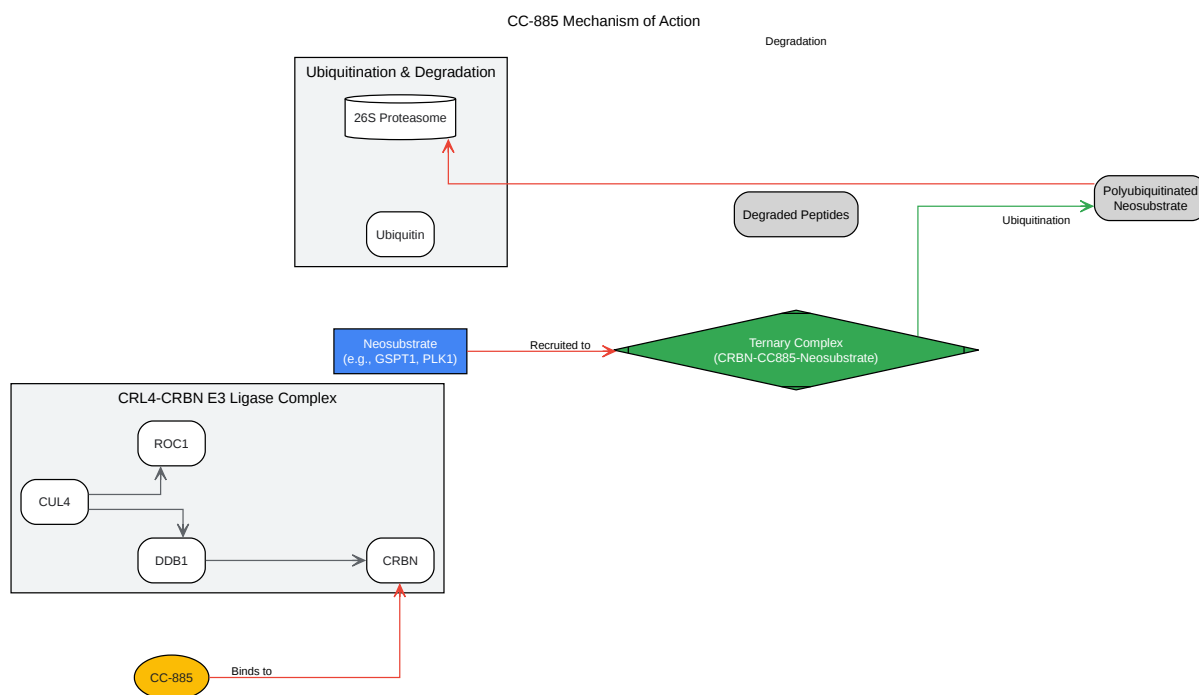 CC-885 Mechanism of Action
Degradation
Ubiquitination & Degradation
26S Proteasome
Polyubiquitinated
Neosubstrate
Degraded Peptides
Ubiquitination
Ubiquitin
Neosubstrate
(e.g., GSPT1, PLK1)
Recruited to
Ternary Complex
(CRBN-CC885-Neosubstrate)
CRL4-CRBN E3 Ligase Complex
ROC1
CUL4
DDB1
CRBN
CC-885
Binds to